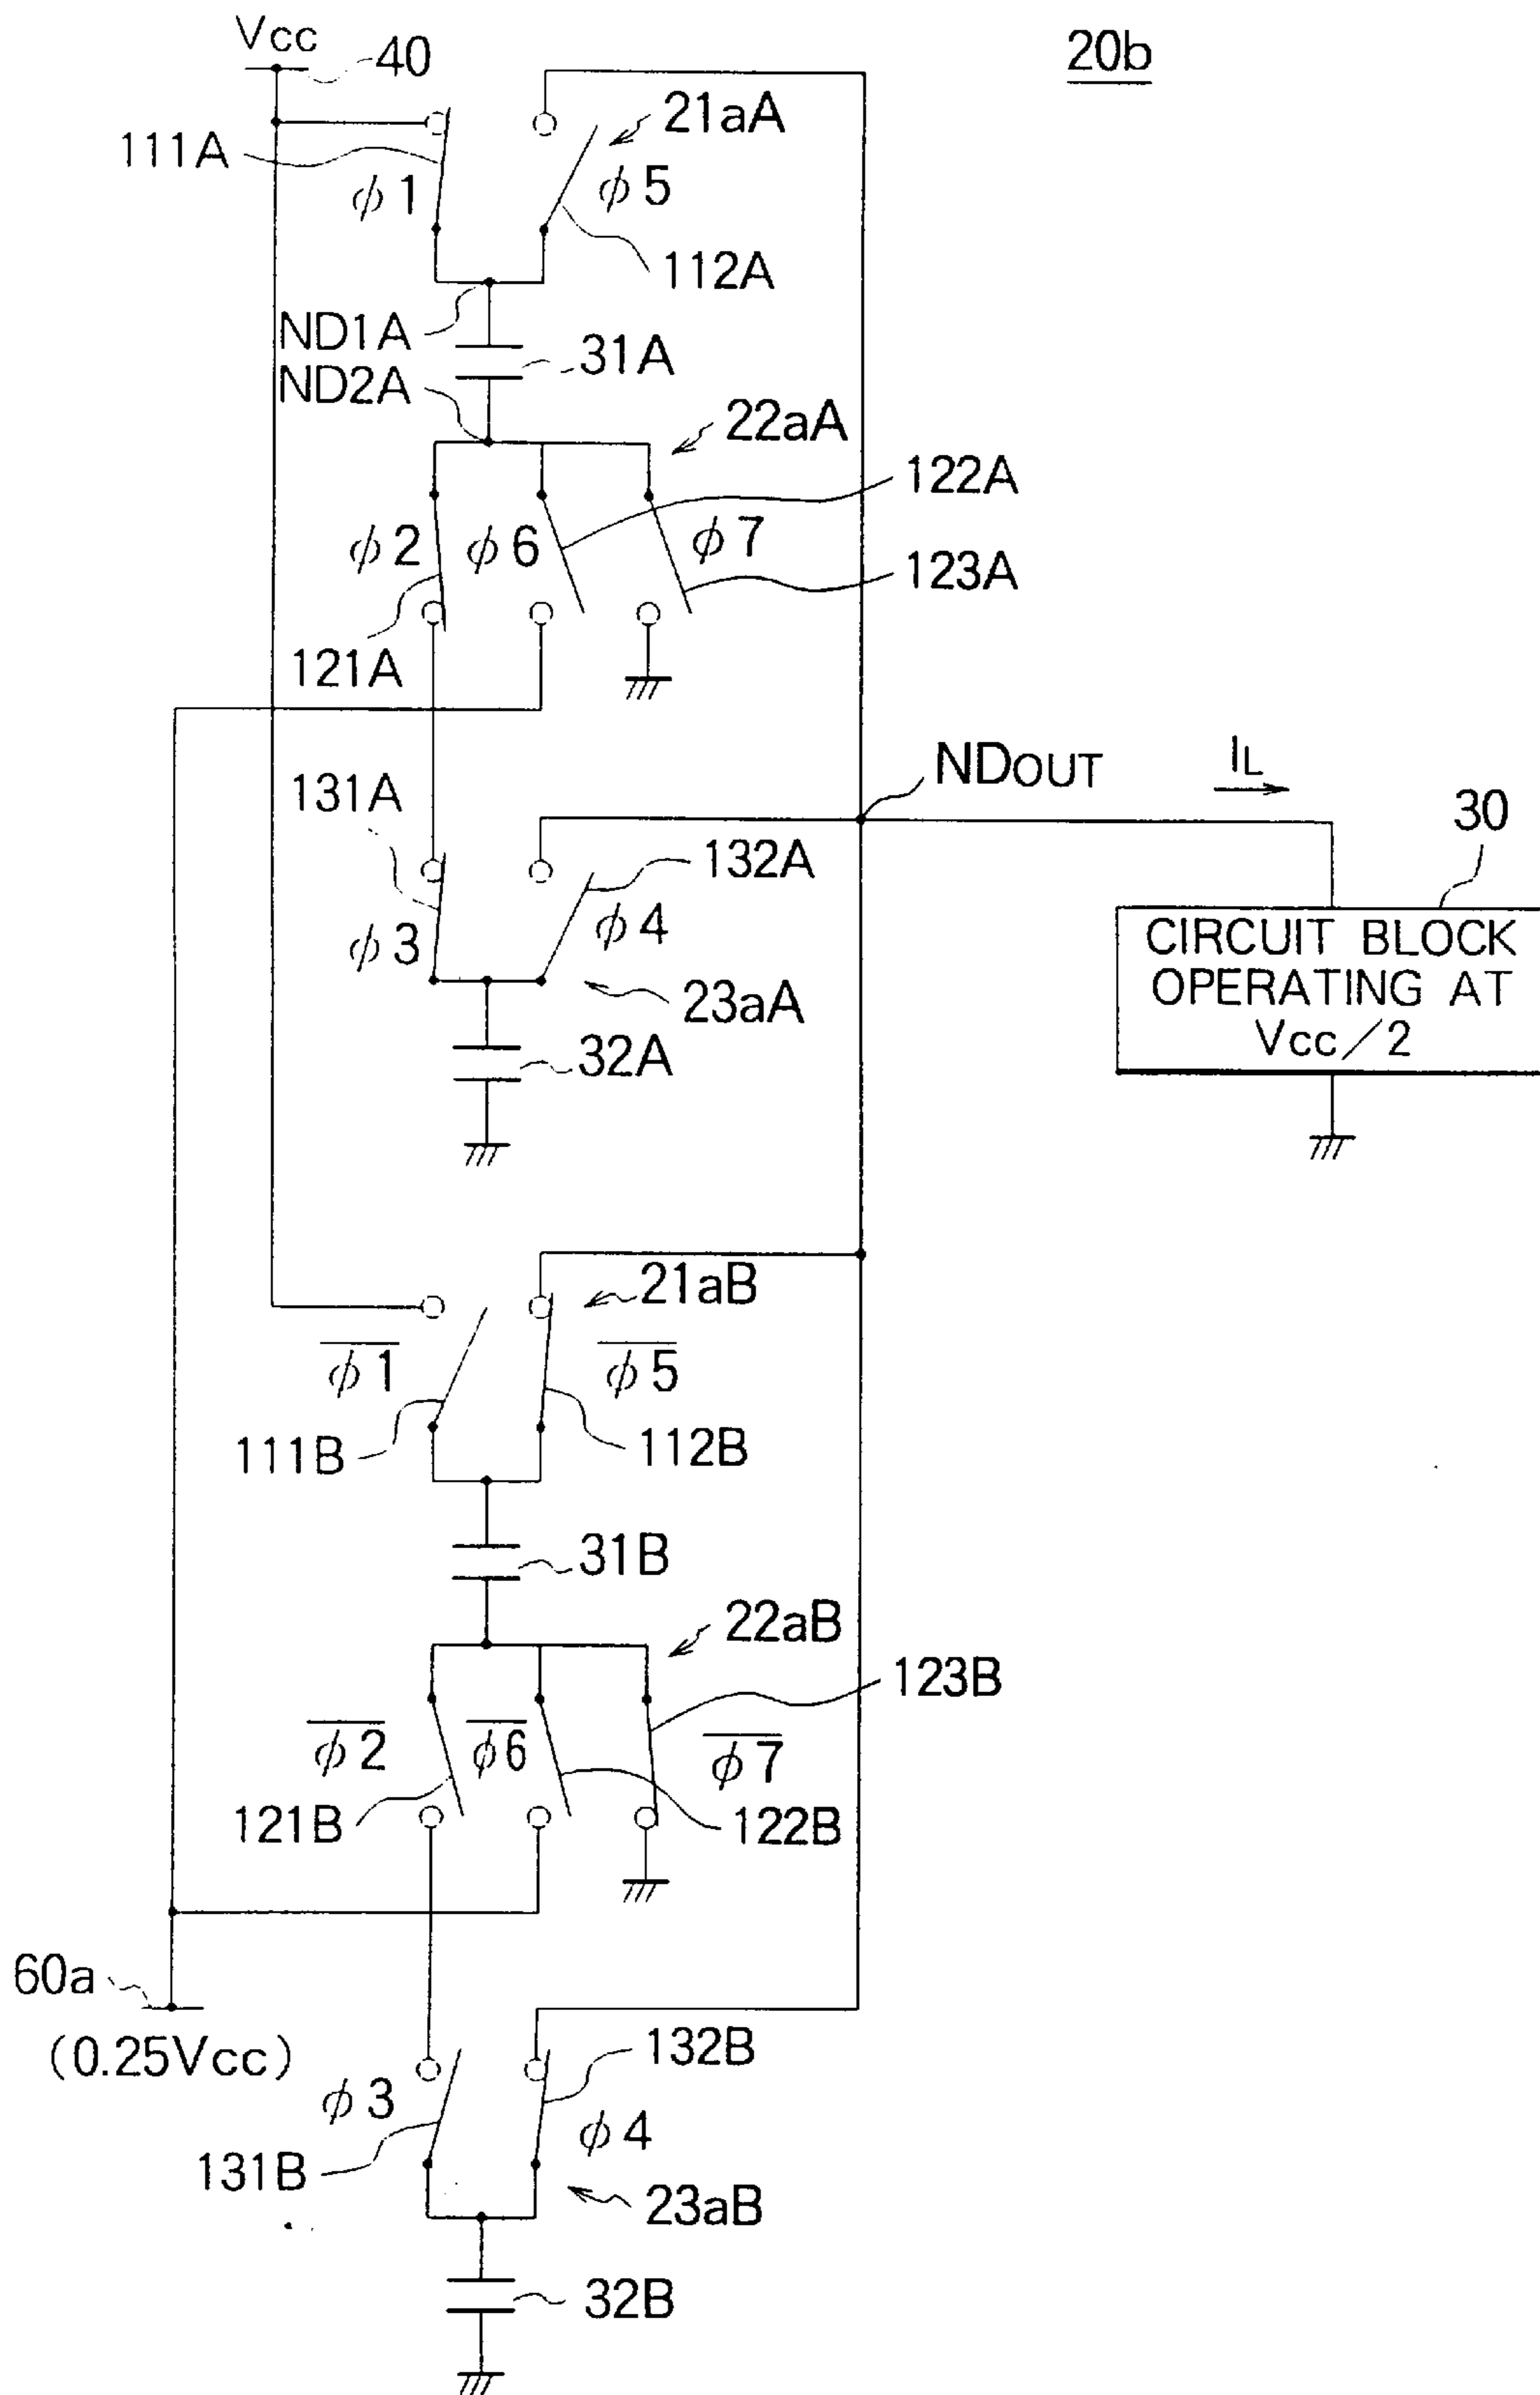 Vcc
40
20b
21aA
111A
φ1
φ5
112A
ND1A
31A
ND2A
22aA
122A
φ2
φ6
φ7
123A
121A
NDOUT
IL
131A
30
132A
φ3
φ4
CIRCUIT BLOCK
OPERATING AT
Vcc/2
23aA
32A
21aB
φ1
φ5
111B
112B
31B
22aB
123B
φ2
φ6
φ7
121B
122B
60a
(0.25Vcc)
132B
φ3
φ4
131B
23aB
32B